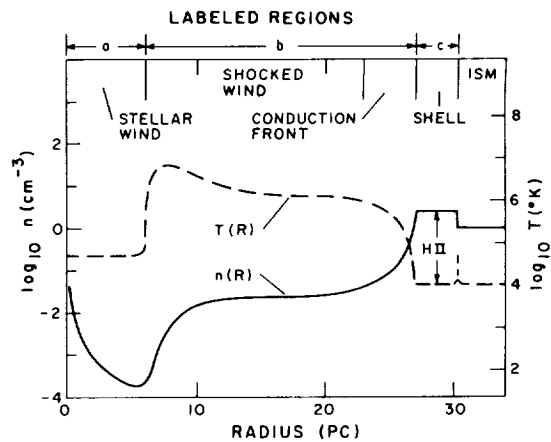 LABELED REGIONS
a b c
SHOCKED WIND
ISM
STELLAR WIND
CONDUCTION FRONT
SHELL
T(R)
n(R)
HII
log10 n (cm-3)
2
0
-2
-4
log10 T (°K)
8
6
4
2
0 10 20 30
RADIUS (PC)